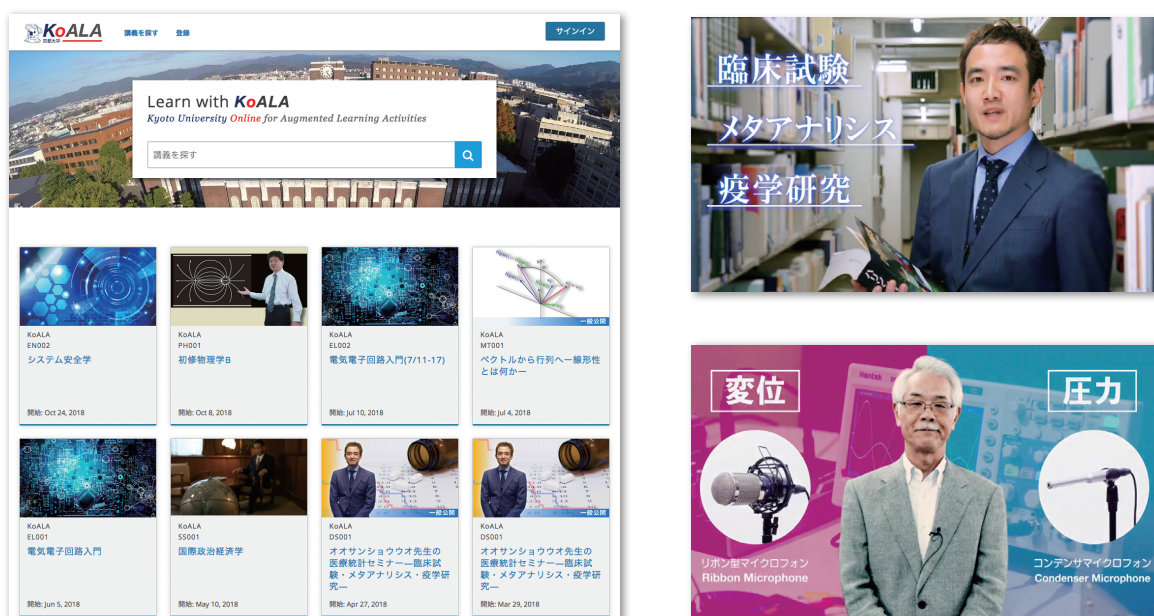 KoALA
京都大学
講義を探す
登録
サインイン
Learn with KoALA
Kyoto University Online for Augmented Learning Activities
講義を探す
KoALA
EN002
システム安全学
開始: Oct 24, 2018
KoALA
PH001
初修物理学B
開始: Oct 8, 2018
KoALA
EL002
電気電子回路入門(7/11-17)
開始: Jul 10, 2018
一般公開
KoALA
MT001
ベクトルから行列へー線形性
とは何かー
開始: Jul 4, 2018
KoALA
EL001
電気電子回路入門
開始: Jun 5, 2018
KoALA
SS001
国際政治経済学
開始: May 10, 2018
一般公開
KoALA
DS001
オオサンショウウオ先生の
医療統計セミナー―臨床試
験・メタアナリシス・疫学研
究―
開始: Apr 27, 2018
一般公開
KoALA
DS001
オオサンショウウオ先生の
医療統計セミナー―臨床試
験・メタアナリシス・疫学研
究―
開始: Mar 29, 2018
臨床試験
メタアナリシス
疫学研究
変位
圧力
Hantek
リボン型マイクロフォン
Ribbon Microphone
コンデンサマイクロフォン
Condenser Microphone